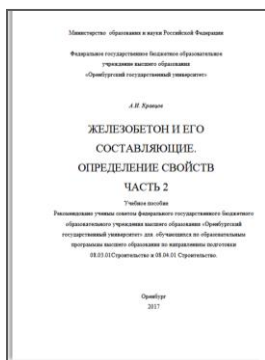 Министерство образования и науки Российской Федерации
Федеральное государственное бюджетное образовательное
учреждение высшего образования
«Оренбургский государственный университет»
А.И. Кравцов
ЖЕЛЕЗОБЕТОН И ЕГО
СОСТАВЛЯЮЩИЕ.
ОПРЕДЕЛЕНИЕ СВОЙСТВ
ЧАСТЬ 2
Учебное пособие
Рекомендовано ученым советом федерального государственного бюджетного
образовательного учреждения высшего образования «Оренбургский
государственный университет» для обучающихся по образовательным
программам высшего образования по направлениям подготовки
08.03.01Строительство и 08.04.01 Строительство.
Оренбург
2017